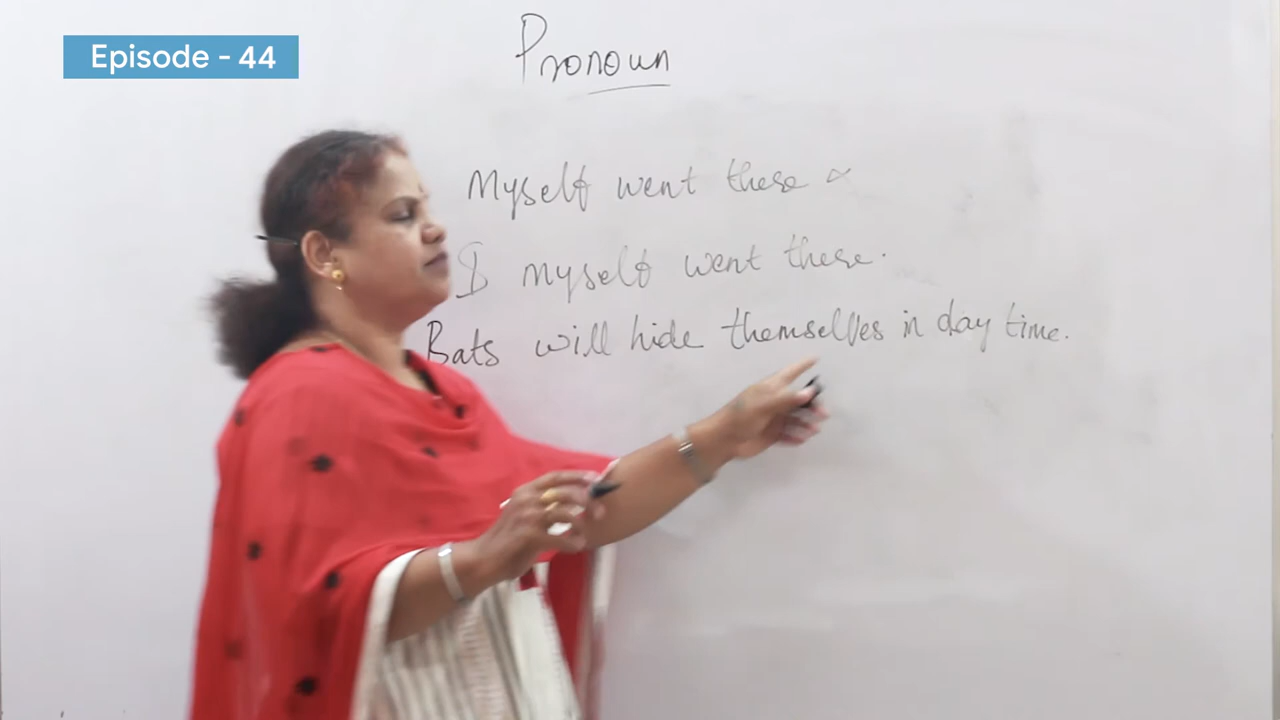 Episode - 44
Pronoun
Myself went there
I myself went there.
Bats will hide themselves in day time.